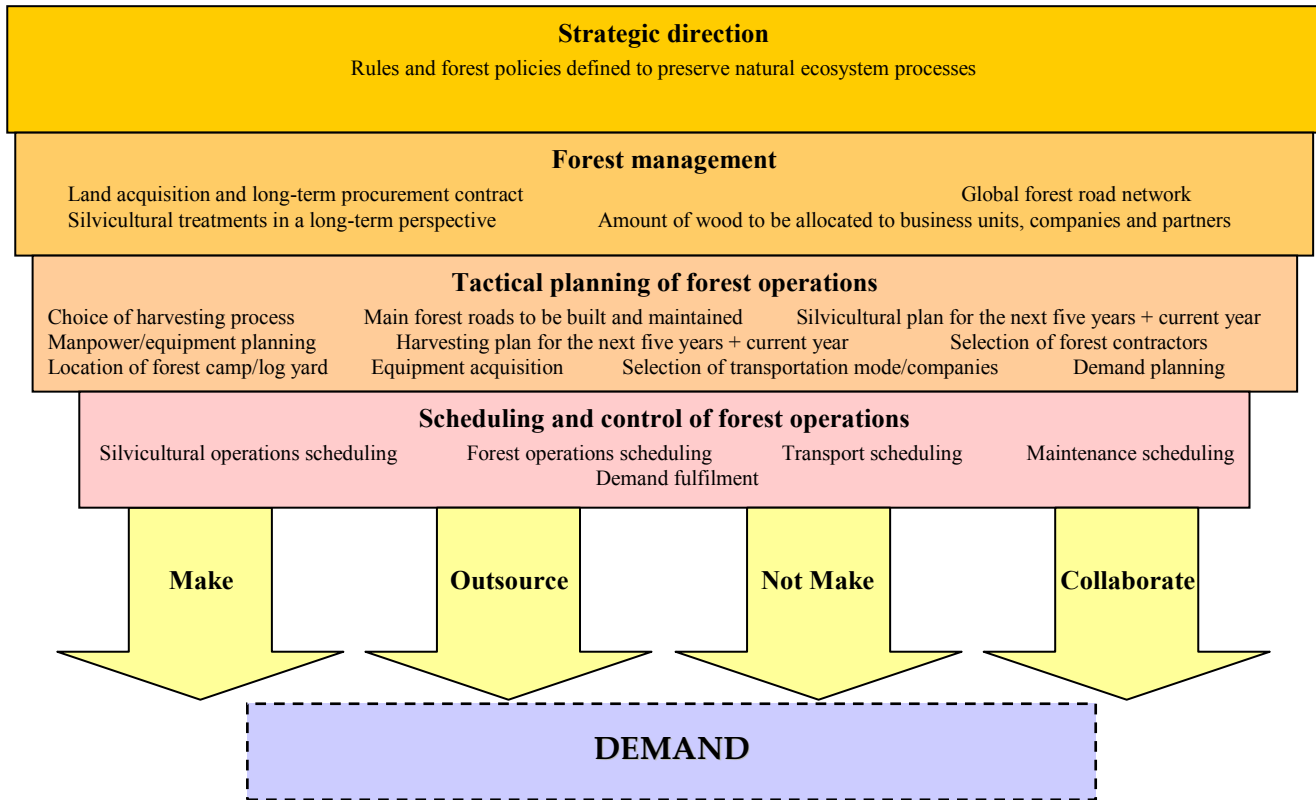 Strategic direction
Rules and forest policies defined to preserve natural ecosystem processes
Forest management
Land acquisition and long-term procurement contract Global forest road network
Silvicultural treatments in a long-term perspective Amount of wood to be allocated to business units, companies and partners
Tactical planning of forest operations
Choice of harvesting process Main forest roads to be built and maintained Silvicultural plan for the next five years + current year
Manpower/equipment planning Harvesting plan for the next five years + current year Selection of forest contractors
Location of forest camp/log yard Equipment acquisition Selection of transportation mode/companies Demand planning
Scheduling and control of forest operations
Silvicultural operations scheduling Forest operations scheduling Transport scheduling Maintenance scheduling
Demand fulfilment
Make Outsource Not Make Collaborate
DEMAND